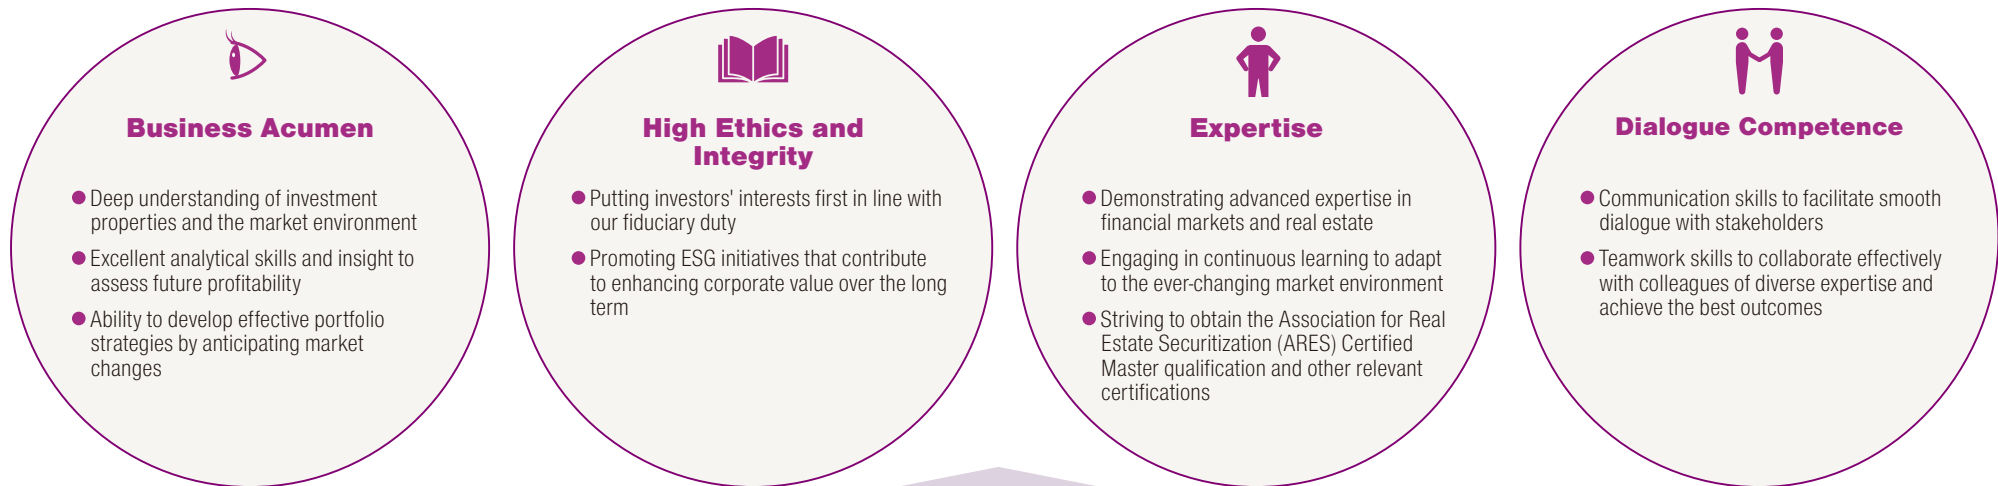 Business Acumen
● Deep understanding of investment
properties and the market environment
● Excellent analytical skills and insight to
assess future profitability
● Ability to develop effective portfolio
strategies by anticipating market
changes
High Ethics and
Integrity
● Putting investors' interests first in line with
our fiduciary duty
● Promoting ESG initiatives that contribute
to enhancing corporate value over the long
term
Expertise
● Demonstrating advanced expertise in
financial markets and real estate
● Engaging in continuous learning to adapt
to the ever-changing market environment
● Striving to obtain the Association for Real
Estate Securitization (ARES) Certified
Master qualification and other relevant
certifications
Dialogue Competence
● Communication skills to facilitate smooth
dialogue with stakeholders
● Teamwork skills to collaborate effectively
with colleagues of diverse expertise and
achieve the best outcomes